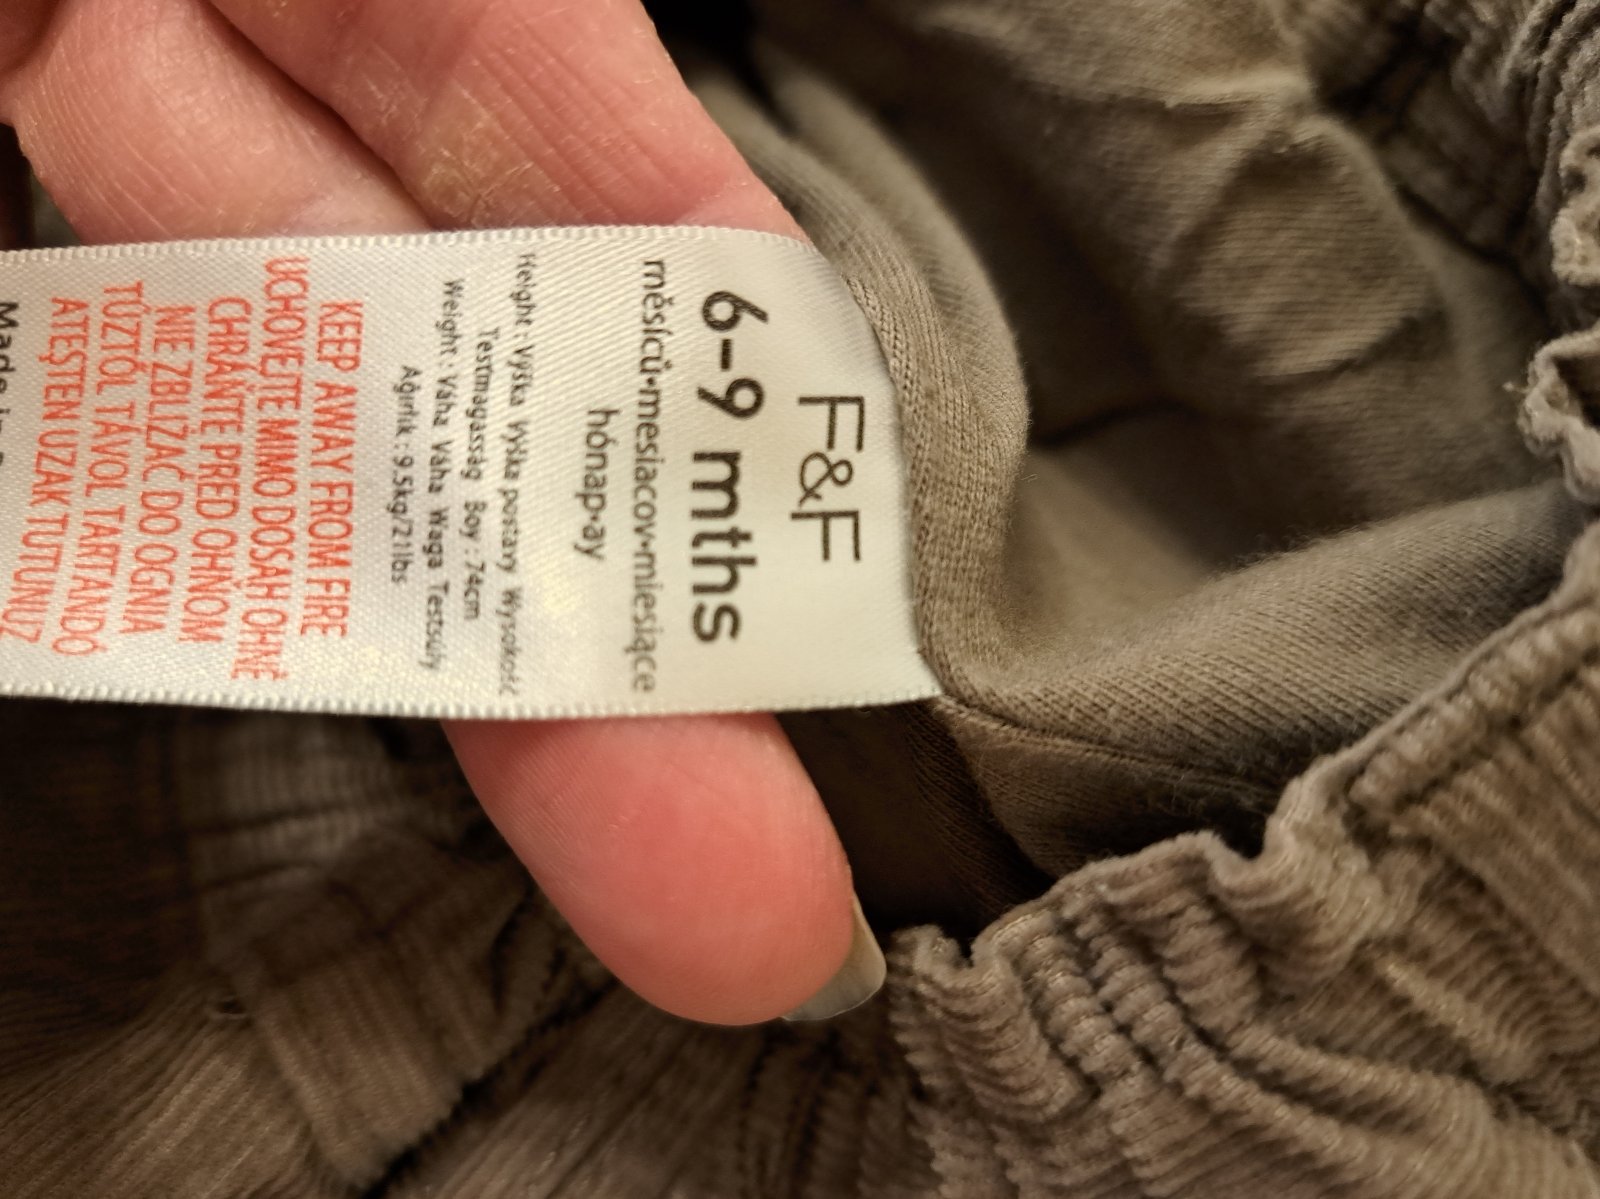 F&F
6-9 mths
měsíců•mesiacov•miesiące
hónap•ay
Height : Výška Výška postavy Wysokość
Testmagasság Boy : 74cm
Weight : Váha Váha Waga Testsúly
Ağırlık : 9.5kg/21lbs
KEEP AWAY FROM FIRE
UCHOVEJTE MIMO DOSAH OHNĚ
CHRÁŇTE PRED OHŇOM
NIE ZBLIŻAĆ DO OGNIA
TŰZTŐL TÁVOL TARTANDÓ
ATEŞTEN UZAK TUTUNUZ
Made in